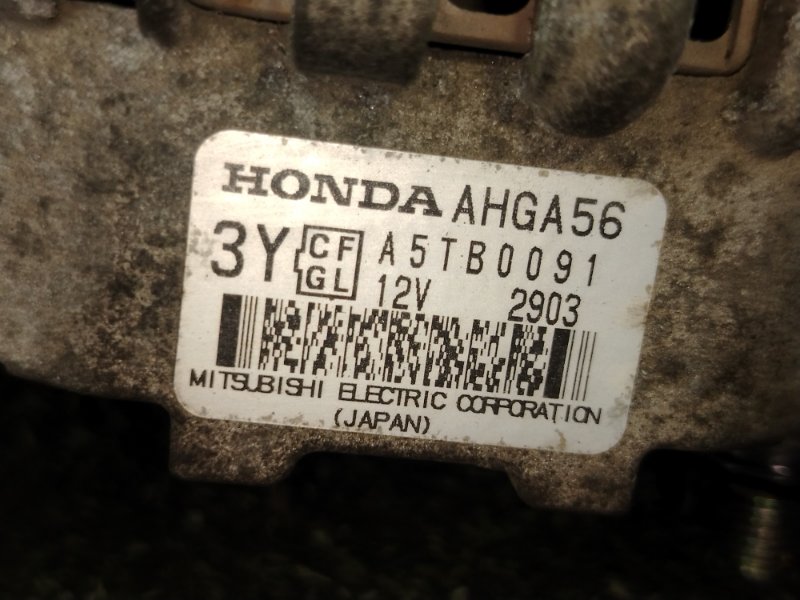 HONDA AHGA56
3Y CF A5TB0091
GL 12V 2903
MITSUBISHI ELECTRIC CORPORATION
(JAPAN)